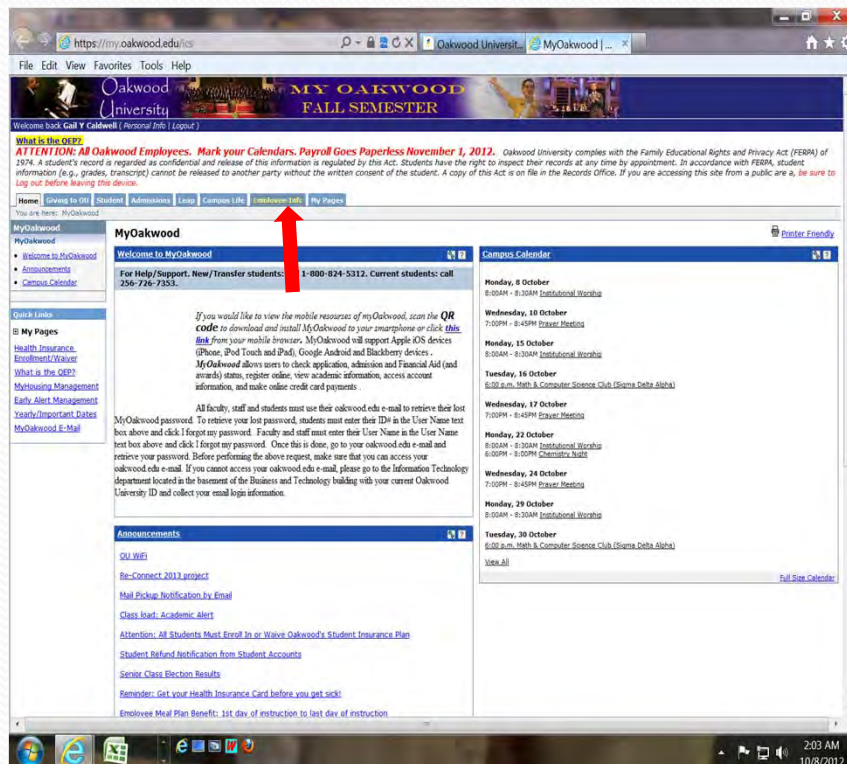 https://my.oakwood.edu/ics
Oakwood Universit...
MyOakwood | ...
File Edit View Favorites Tools Help
Oakwood
University
MY OAKWOOD
FALL SEMESTER
Welcome back Gail Y Caldwell ( Personal Info | Logout )
What is the QEP?
ATTENTION: All Oakwood Employees. Mark your Calendars. Payroll Goes Paperless November 1, 2012. Oakwood University complies with the Family Educational Rights and Privacy Act (FERPA) of
1974. A student's record is regarded as confidential and release of this information is regulated by this Act. Students have the right to inspect their records at any time by appointment. In accordance with FERPA, student
information (e.g., grades, transcript) cannot be released to another party without the written consent of the student. A copy of this Act is on file in the Records Office. If you are accessing this site from a public are a, be sure to
Log out before leaving this device.
Home Giving to OU Student Admissions Leap Campus Life Employee Info My Pages
You are here: MyOakwood
MyOakwood
MyOakwood
Welcome to MyOakwood
Announcements
Campus Calendar
Quick Links
My Pages
Health Insurance
Enrollment/Waiver
What is the QEP?
MyHousing Management
Early Alert Management
Yearly/Important Dates
MyOakwood E-Mail
MyOakwood
Printer Friendly
Welcome to MyOakwood
For Help/Support. New/Transfer students: 1-800-824-5312. Current students: call
256-726-7353.
If you would like to view the mobile resourses of myOakwood, scan the QR
code to download and install MyOakwood to your smartphone or click this
link from your mobile browser. MyOakwood will support Apple iOS devices
(iPhone, iPod Touch and iPad), Google Android and Blackberry devices .
MyOakwood allows users to check application, admission and Financial Aid (and
awards) status, register online, view academic information, access account
information, and make online credit card payments .
All faculty, staff and students must use their oakwood.edu e-mail to retrieve their lost
MyOakwood password. To retrieve your lost password, students must enter their ID# in the User Name text
box above and click I forgot my password. Faculty and staff must enter their User Name in the User Name
text box above and click I forgot my password. Once this is done, go to your oakwood.edu e-mail and
retrieve your password. Before performing the above request, make sure that you can access your
oakwood.edu e-mail. If you cannot access your oakwood.edu e-mail, please go to the Information Technology
department located in the basement of the Business and Technology building with your current Oakwood
University ID and collect your email login information.
Announcements
OU WiFi
Re-Connect 2013 project
Mail Pickup Notification by Email
Class load: Academic Alert
Attention: All Students Must Enroll In or Waive Oakwood's Student Insurance Plan
Student Refund Notification from Student Accounts
Senior Class Election Results
Reminder: Get your Health Insurance Card before you get sick!
Employee Meal Plan Benefit: 1st day of instruction to last day of instruction
Campus Calendar
Monday, 8 October
8:00AM - 8:30AM Institutional Worship
Wednesday, 10 October
7:00PM - 8:45PM Prayer Meeting
Monday, 15 October
8:00AM - 8:30AM Institutional Worship
Tuesday, 16 October
6:00 p.m. Math & Computer Science Club (Sigma Delta Alpha)
Wednesday, 17 October
7:00PM - 8:45PM Prayer Meeting
Monday, 22 October
8:00AM - 8:30AM Institutional Worship
6:00PM - 8:00PM Chemistry Night
Wednesday, 24 October
7:00PM - 8:45PM Prayer Meeting
Monday, 29 October
8:00AM - 8:30AM Institutional Worship
Tuesday, 30 October
6:00 p.m. Math & Computer Science Club (Sigma Delta Alpha)
View All
Full Size Calendar
2:03 AM
10/8/2012